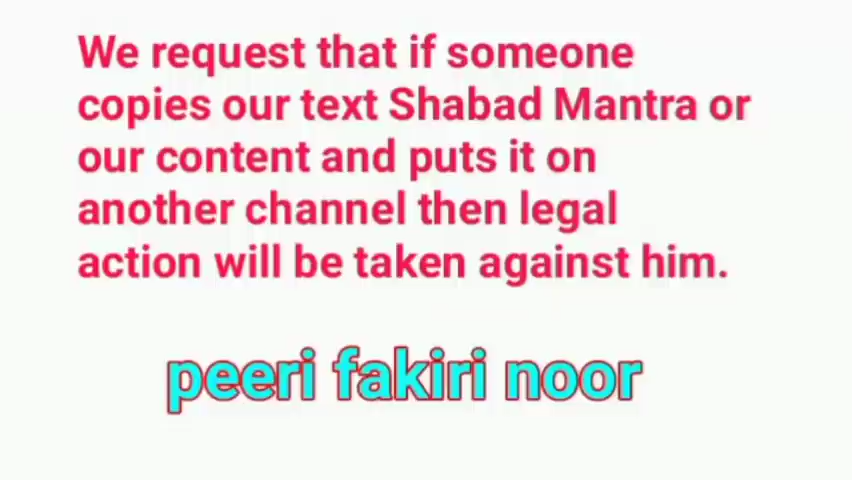 We request that if someone
copies our text Shabad Mantra or
our content and puts it on
another channel then legal
action will be taken against him.
peeri fakiri noor